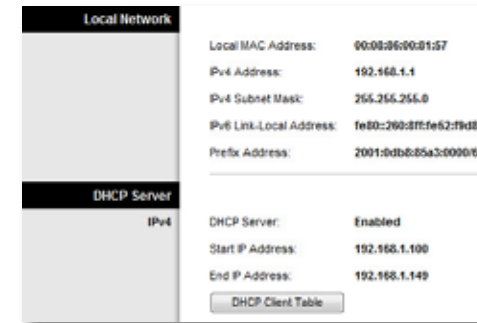 Local Network
Local MAC Address: 00:08:86:00:81:57
IPv4 Address: 192.168.1.1
IPv4 Subnet Mask: 255.255.255.0
IPv6 Link-Local Address: fe80::260:8ff:fe52:f9d8
Prefix Address: 2001:0db8:85a3:0000/6
DHCP Server
IPv4 DHCP Server: Enabled
Start IP Address: 192.168.1.100
End IP Address: 192.168.1.149
DHCP Client Table